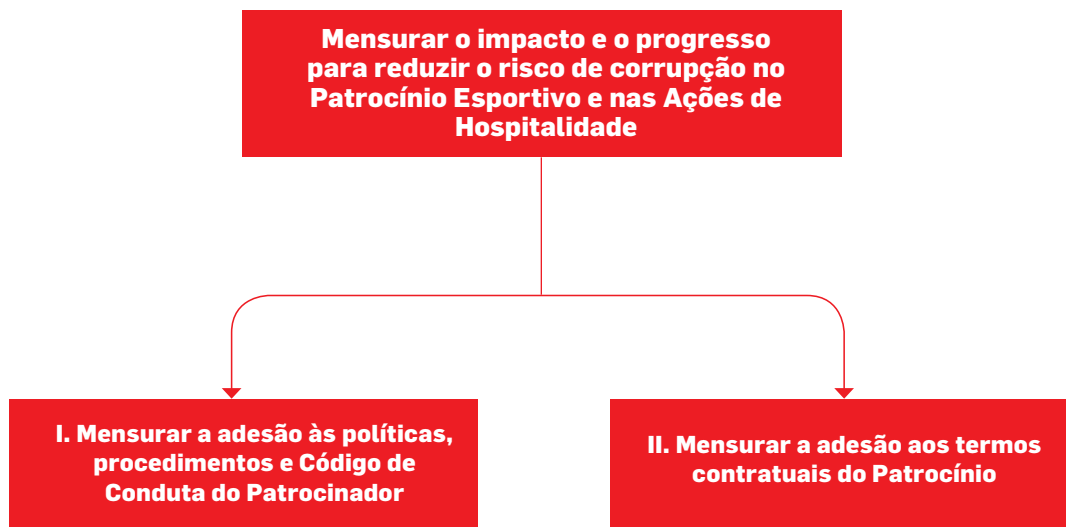 Mensurar o impacto e o progresso
para reduzir o risco de corrupção no
Patrocínio Esportivo e nas Ações de
Hospitalidade
I. Mensurar a adesão às políticas,
procedimentos e Código de
Conduta do Patrocinador
II. Mensurar a adesão aos termos
contratuais do Patrocínio